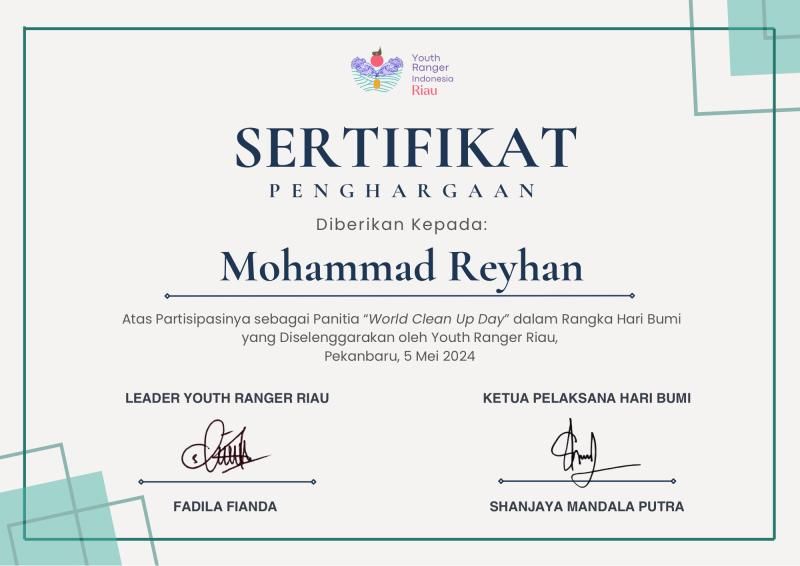 Youth
Ranger
Indonesia
Riau
SERTIFIKAT
PENGHARGAAN
Diberikan Kepada:
Mohammad Reyhan
Atas Partisipasinya sebagai Panitia “World Clean Up Day” dalam Rangka Hari Bumi
yang Diselenggarakan oleh Youth Ranger Riau,
Pekanbaru, 5 Mei 2024
LEADER YOUTH RANGER RIAU
KETUA PELAKSANA HARI BUMI
FADILA FIANDA
SHANJAYA MANDALA PUTRA